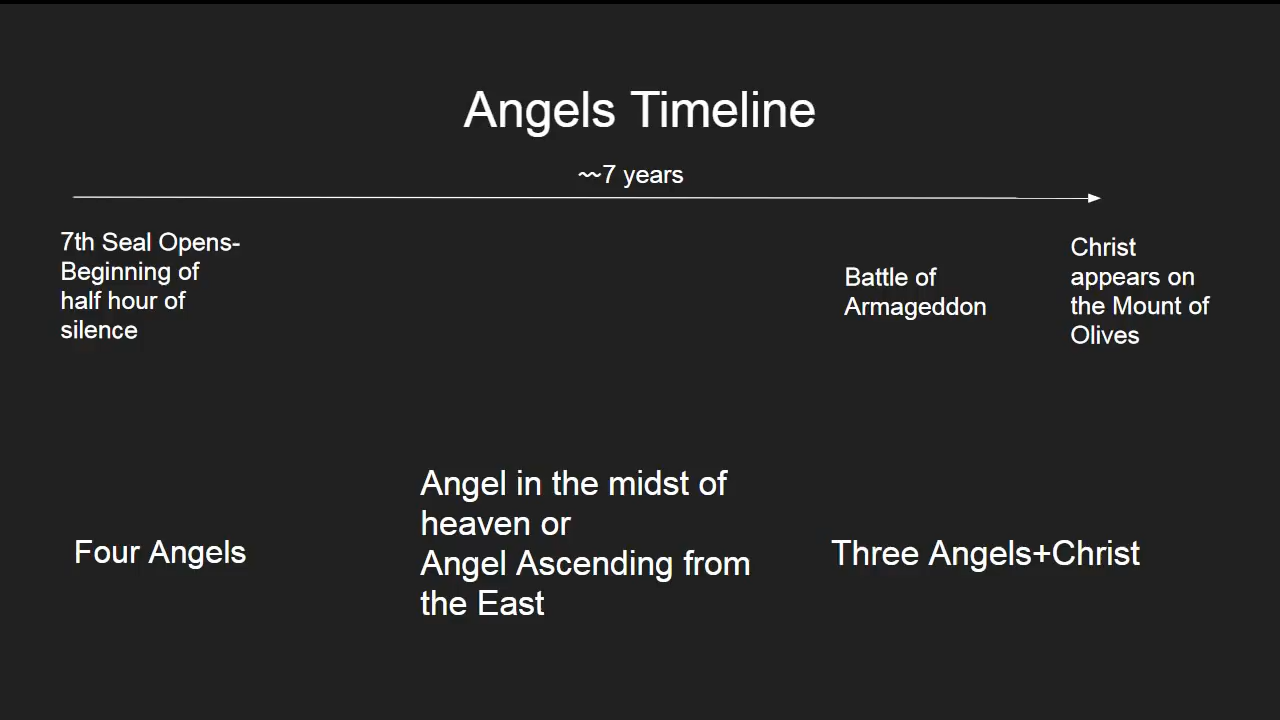 Angels Timeline
~~7 years
7th Seal Opens-
Beginning of
half hour of
silence
Battle of
Armageddon
Christ
appears on
the Mount of
Olives
Four Angels
Angel in the midst of
heaven or
Angel Ascending from
the East
Three Angels+Christ